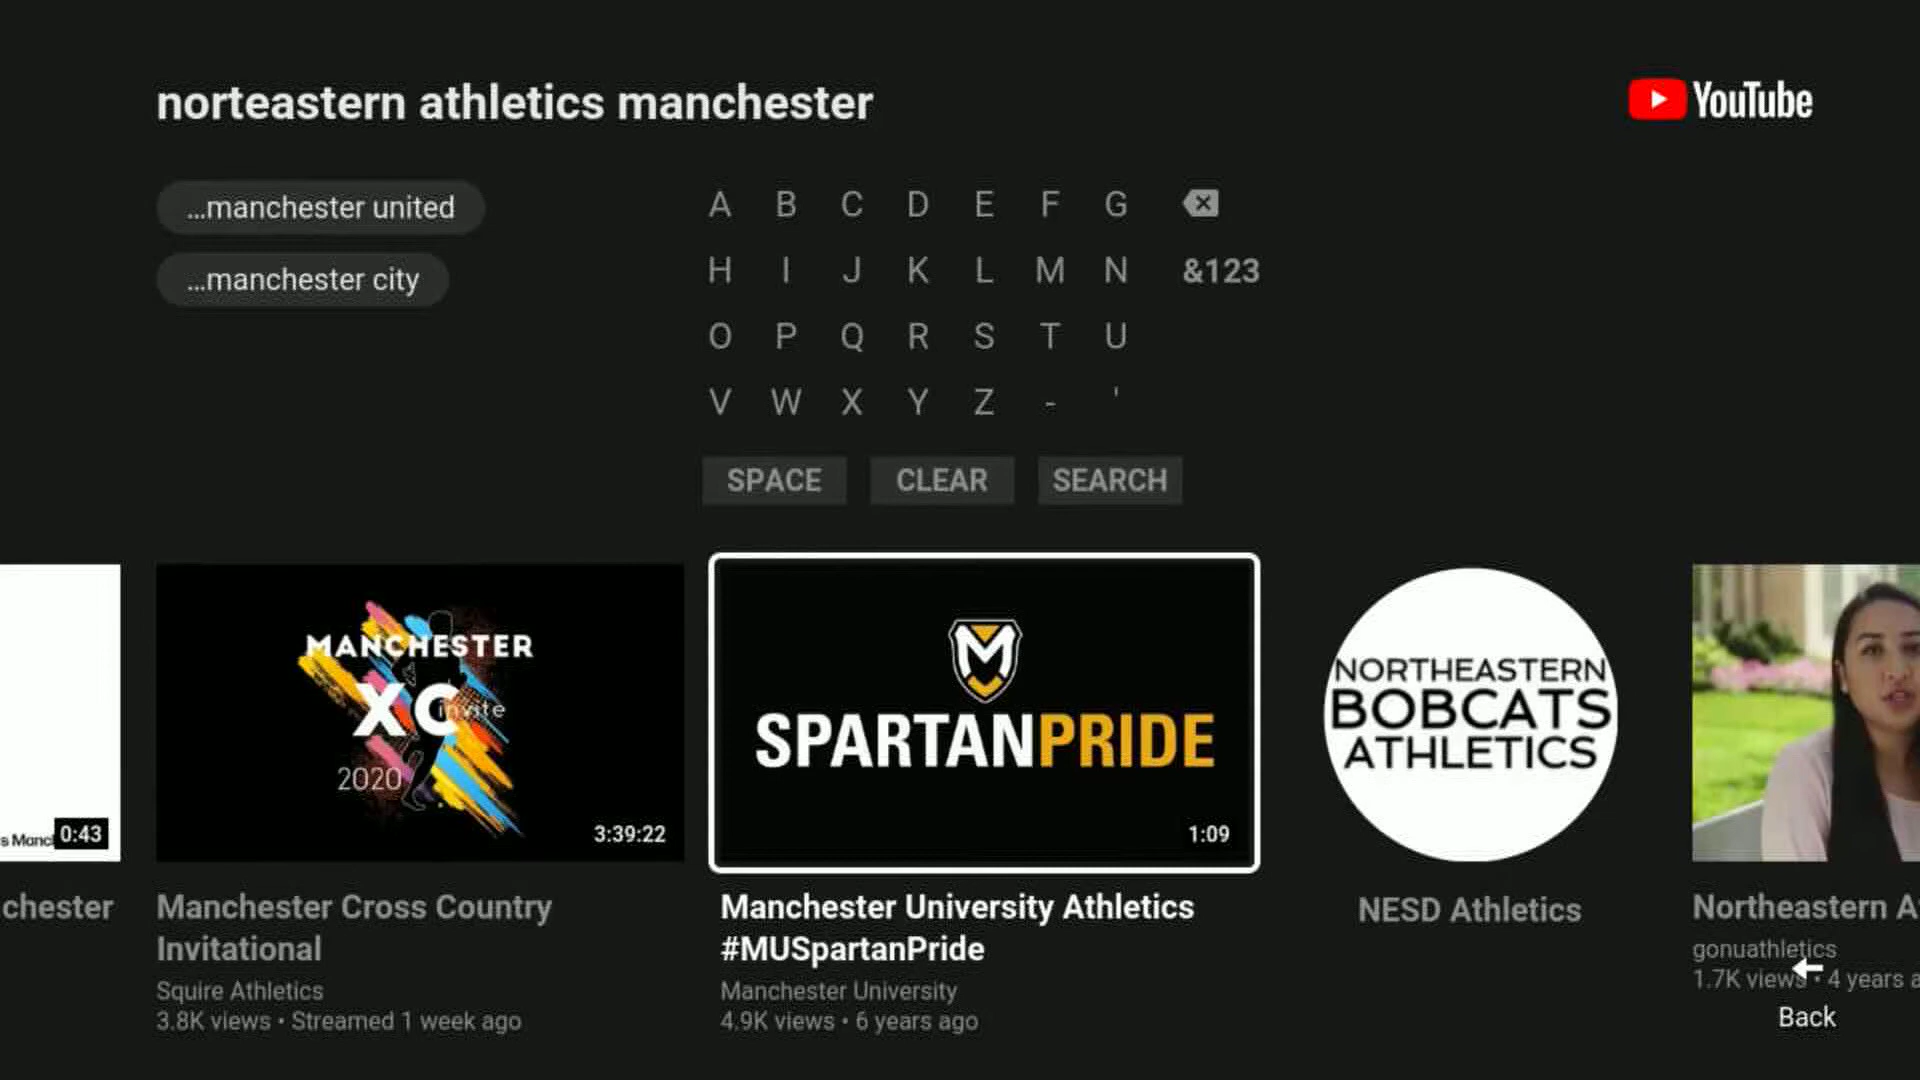 norteastern athletics manchester
YouTube
...manchester united
...manchester city
A B C D E F G
H I J K L M N &123
O P Q R S T U
V W X Y Z - '
SPACE CLEAR SEARCH
0:43
MANCHESTER
XC invite
2020
3:39:22
M
SPARTANPRIDE
1:09
NORTHEASTERN
BOBCATS
ATHLETICS
chester
Manchester Cross Country
Invitational
Squire Athletics
3.8K views • Streamed 1 week ago
Manchester University Athletics
#MUSpartanPride
Manchester University
4.9K views • 6 years ago
NESD Athletics
Northeastern
gonuathletics
1.7K views • 4 years
Back